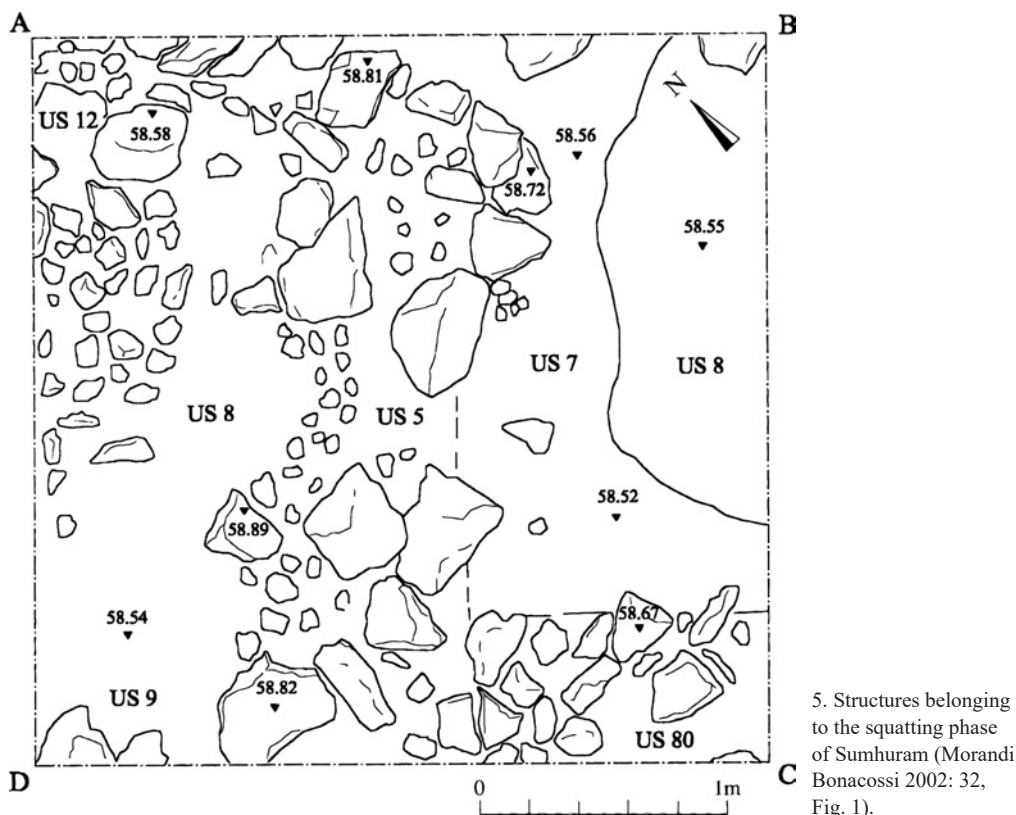 A
B
58.81
US 12
58.58
N
58.56
58.72
58.55
US 7
US 8
US 8
US 5
58.52
58.89
58.54
58.67
58.82
US 9
US 80
D
C
0
1m
5. Structures belonging
to the squatting phase
of Sumhuram (Morandi
Bonacossi 2002: 32,
Fig. 1).